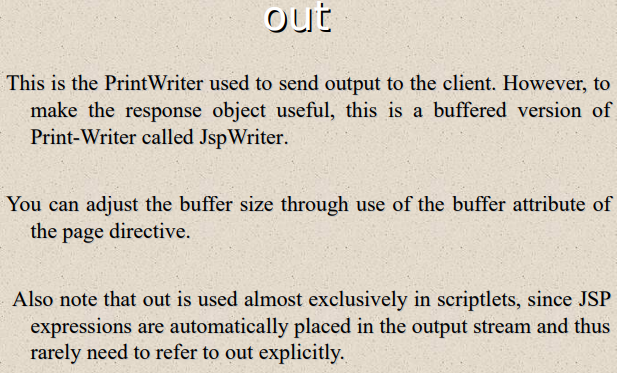 out
This is the PrintWriter used to send output to the client. However, to
make the response object useful, this is a buffered version of
Print-Writer called JspWriter.
You can adjust the buffer size through use of the buffer attribute of
the page directive.
Also note that out is used almost exclusively in scriptlets, since JSP
expressions are automatically placed in the output stream and thus
rarely need to refer to out explicitly.